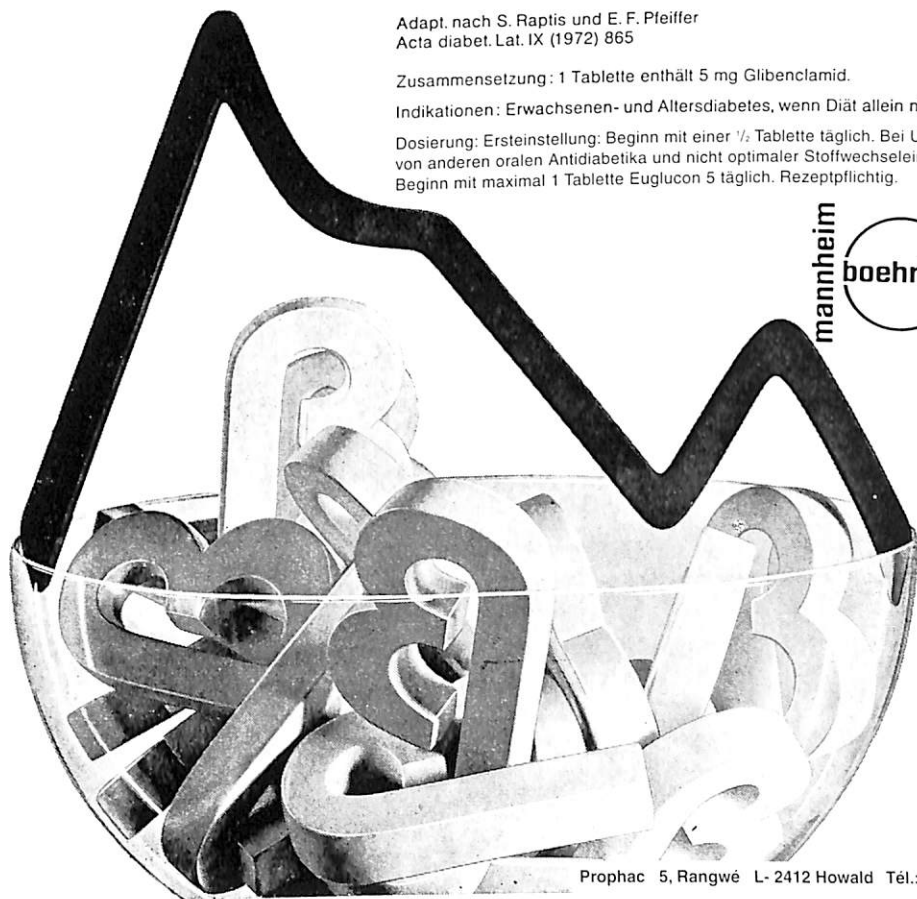 Adapt. nach S. Raptis und E. F. Pfeiffer
Acta diabet. Lat. IX (1972) 865
Zusammensetzung: 1 Tablette enthält 5 mg Glibenclamid.
Indikationen: Erwachsenen- und Altersdiabetes, wenn Diät allein
Dosierung: Ersteinstellung: Beginn mit einer ½ Tablette täglich. Bei
von anderen oralen Antidiabetika und nicht optimaler
Beginn mit maximal 1 Tablette Euglucon 5 täglich. Rezeptpflichtig.
mannheim
Prophac 5, Rangwé L-2412 Howald Tél.: